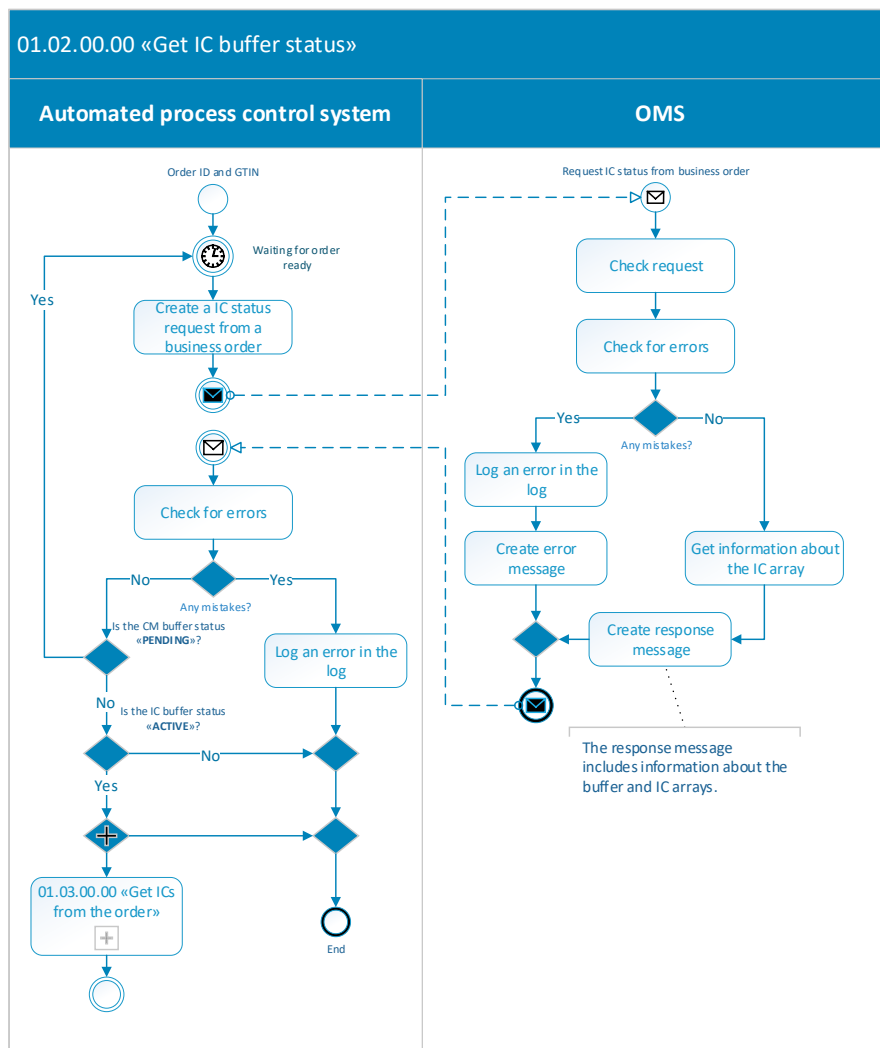 01.02.00.00 «Get IC buffer status»
Automated process control system
OMS
Order ID and GTIN
Waiting for order
ready
Yes
Create a IC status
request from a
business order
Check for errors
No
Yes
Any mistakes?
Is the CM buffer status
«PENDING»?
Log an error in the
log
No
Is the IC buffer status
«ACTIVE»?
No
Yes
01.03.00.00 «Get ICs
from the order»
End
Request IC status from business order
Check request
Check for errors
Yes
No
Any mistakes?
Log an error in the
log
Create error
message
Get information about
the IC array
Create response
message
The response message
includes information about the
buffer and IC arrays.